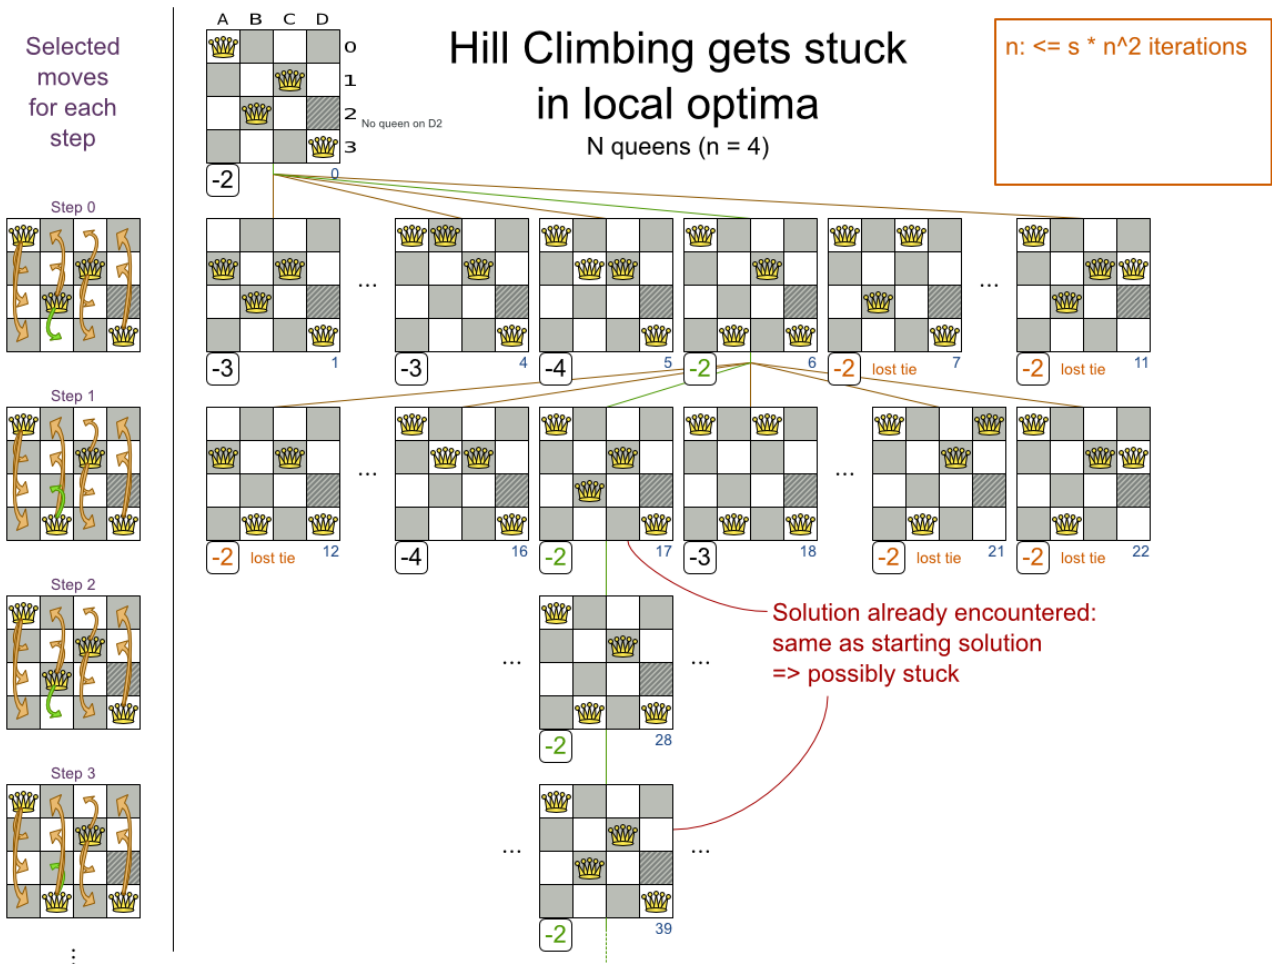 Selected
moves
for each
step
A B C D
0
1
2
3
No queen on D2
-2
0
Hill Climbing gets stuck
in local optima
N queens (n = 4)
n: <= s * n^2 iterations
Step 0
...
...
-3
1
-3
4
-4
5
-2
6
-2
lost tie
7
-2
lost tie
11
Step 1
...
...
-2
lost tie
12
-4
16
-2
17
-3
18
-2
lost tie
21
-2
lost tie
22
Step 2
...
...
-2
28
Solution already encountered:
same as starting solution
=> possibly stuck
Step 3
...
...
-2
39
...